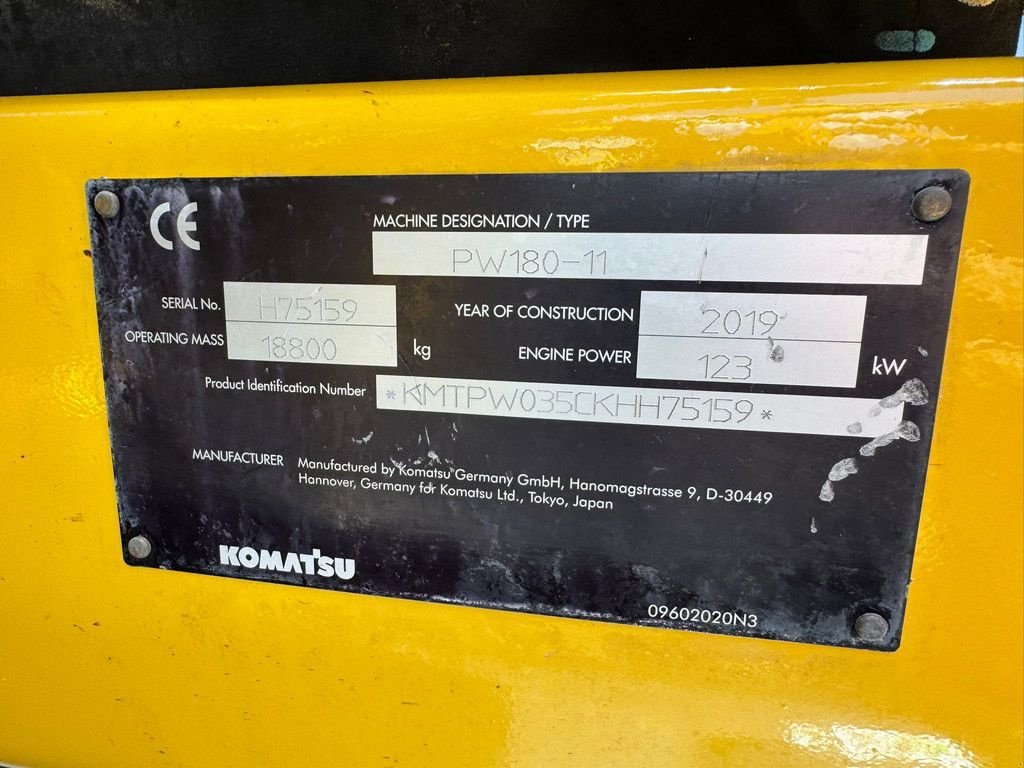 CE
MACHINE DESIGNATION / TYPE
PW180-11
SERIAL No. H75159
YEAR OF CONSTRUCTION 2019
OPERATING MASS 18800 kg
ENGINE POWER 123 kW
Product Identification Number *KMTPW035CKHH75159*
MANUFACTURER Manufactured by Komatsu Germany GmbH, Hanomagstrasse 9, D-30449
Hannover, Germany for Komatsu Ltd., Tokyo, Japan
KOMATSU
09602020N3